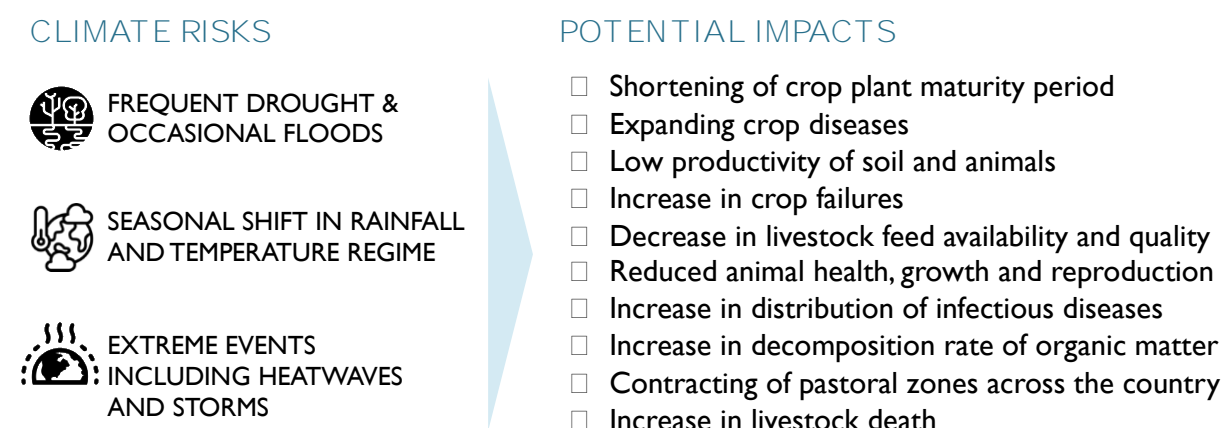 CLIMATE RISKS
FREQUENT DROUGHT &
OCCASIONAL FLOODS
SEASONAL SHIFT IN RAINFALL
AND TEMPERATURE REGIME
EXTREME EVENTS
INCLUDING HEATWAVES
AND STORMS
POTENTIAL IMPACTS
Shortening of crop plant maturity period
Expanding crop diseases
Low productivity of soil and animals
Increase in crop failures
Decrease in livestock feed availability and quality
Reduced animal health, growth and reproduction
Increase in distribution of infectious diseases
Increase in decomposition rate of organic matter
Contracting of pastoral zones across the country
Increase in livestock death